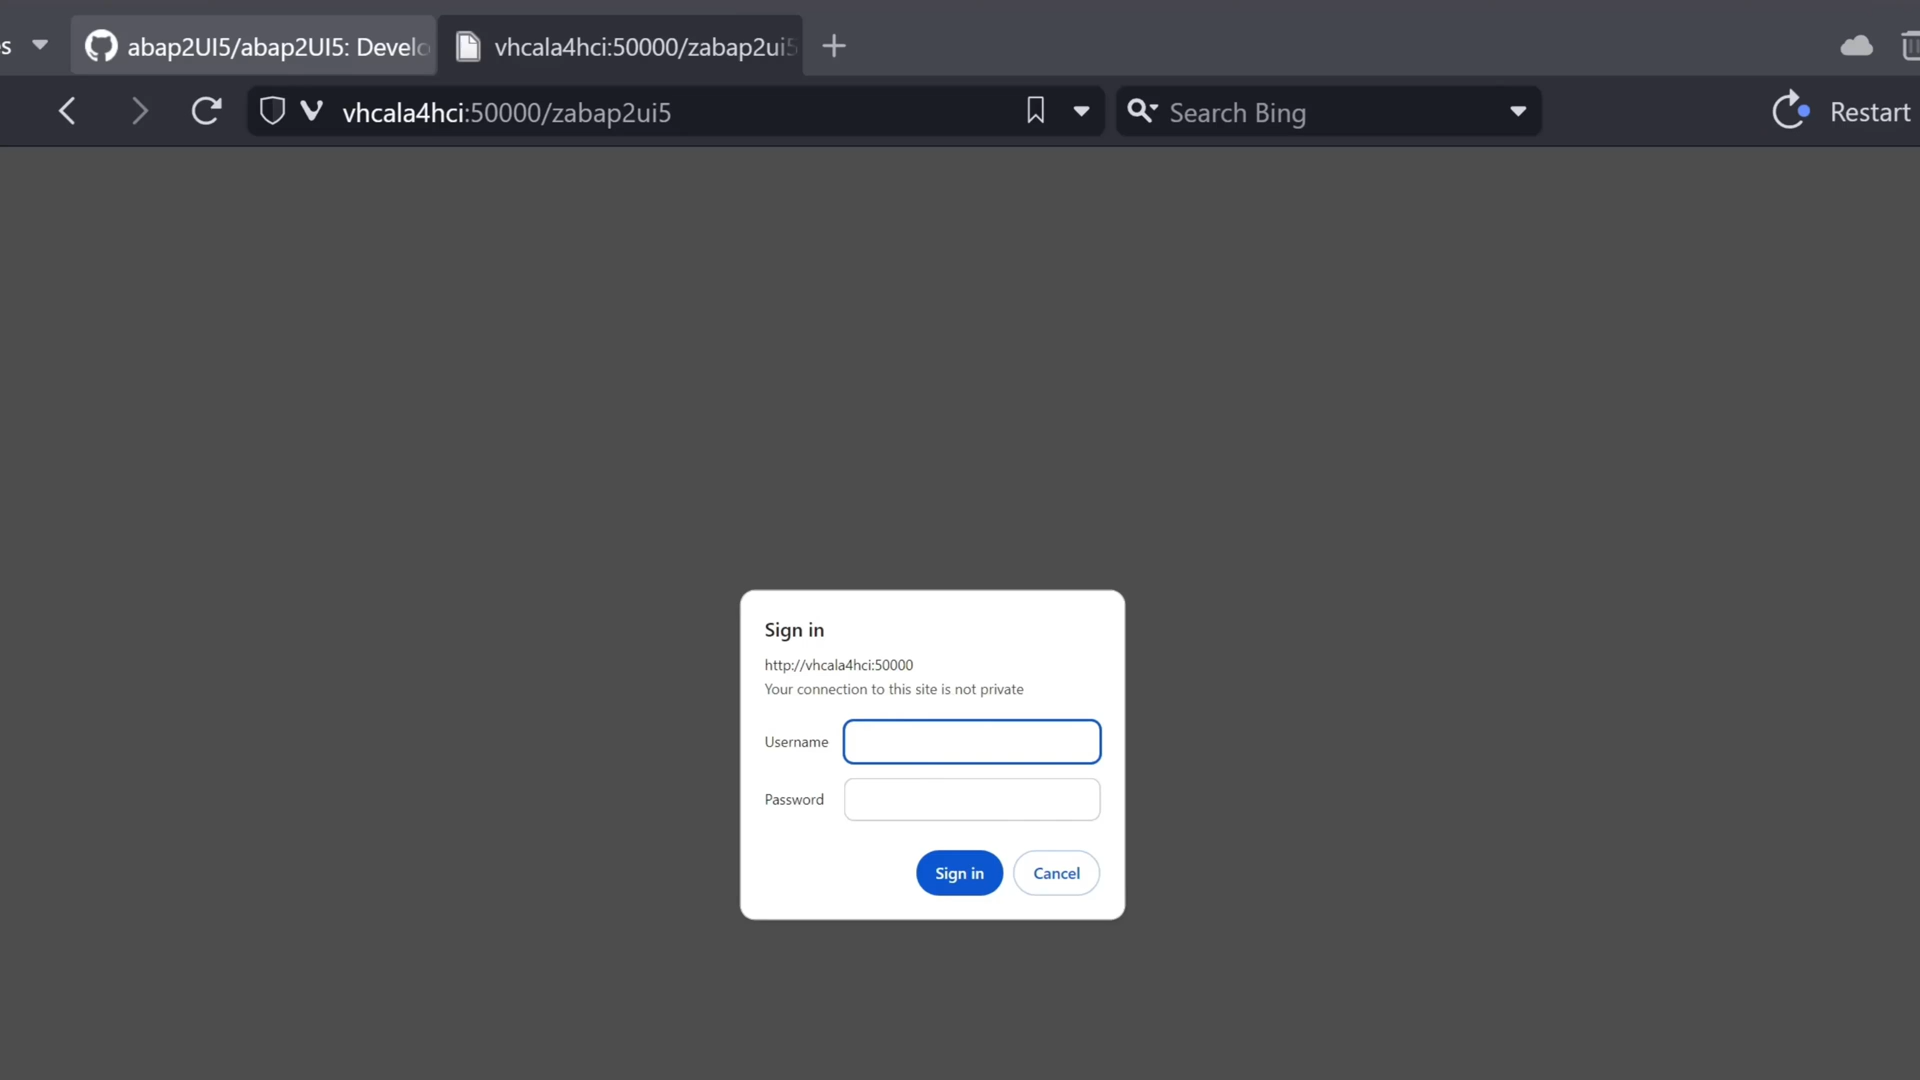 s
abap2UI5/abap2UI5: Develo
vhcala4hci:50000/zabap2ui5
vhcala4hci:50000/zabap2ui5
Search Bing
Restart
Sign in
http://vhcala4hci:50000
Your connection to this site is not private
Username
Password
Sign in
Cancel